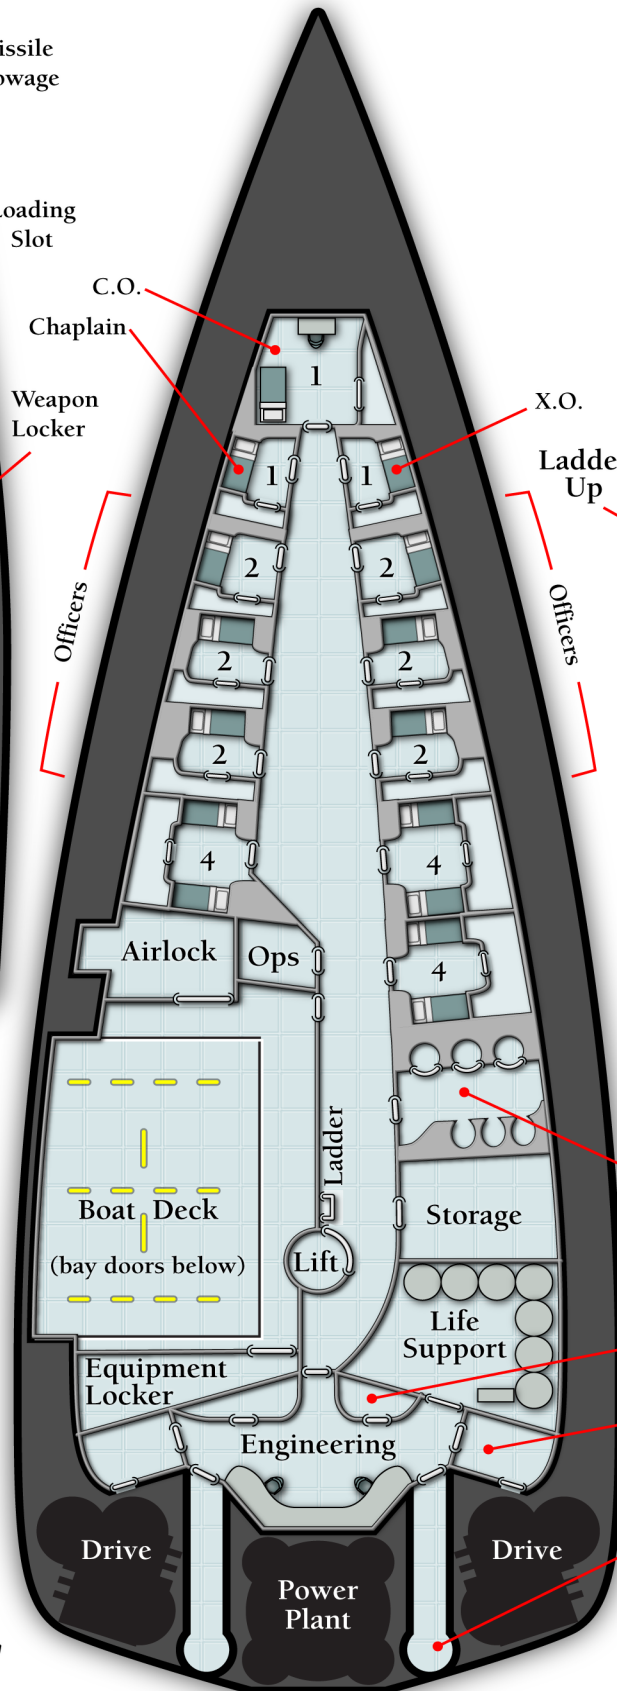 issile
owage
oading
Slot
C.O.
Chaplain
Weapon
Locker
X.O.
Ladde
Up
1
1
1
Officers
Officers
2
2
2
2
2
2
4
4
4
Airlock
Ops
Ladder
Boat Deck
(bay doors below)
Lift
Storage
Life
Support
Equipment
Locker
Engineering
Drive
Drive
Power
Plant